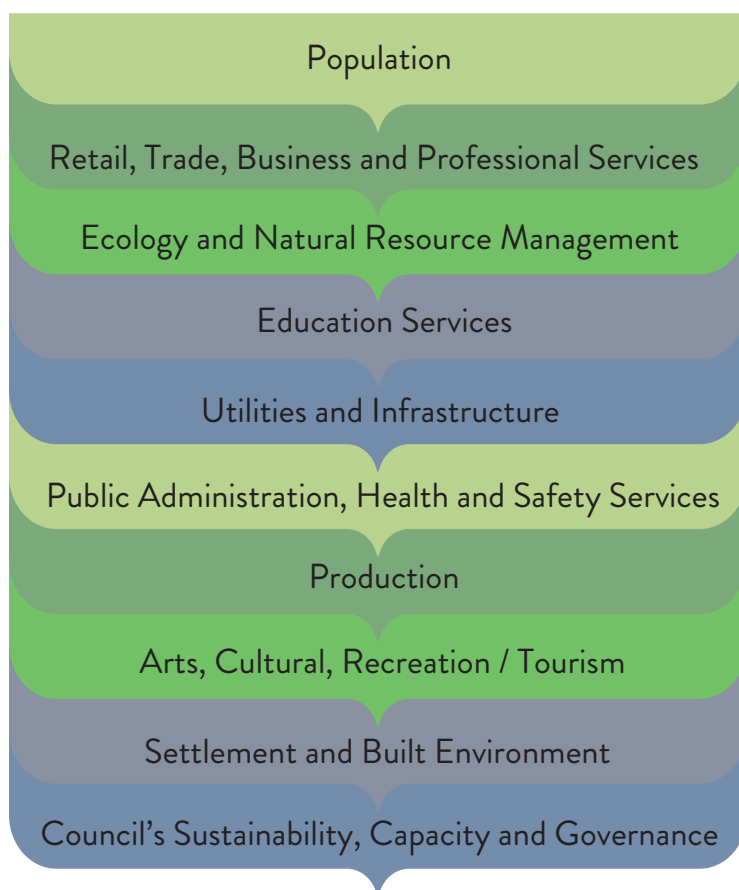 Population
Retail, Trade, Business and Professional Services
Ecology and Natural Resource Management
Education Services
Utilities and Infrastructure
Public Administration, Health and Safety Services
Production
Arts, Cultural, Recreation / Tourism
Settlement and Built Environment
Council's Sustainability, Capacity and Governance